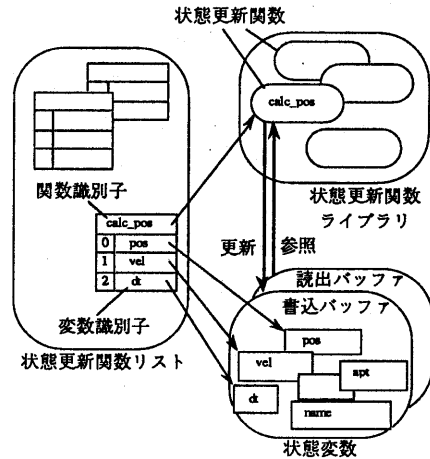 状態更新関数
calc_pos
関数識別子
calc_pos
0 pos
1 vel
2 dt
変数識別子
状態更新関数リスト
状態更新関数
ライブラリ
更新 参照
読出バッファ
書込バッファ
pos
vel
apt
dt
name
状態変数